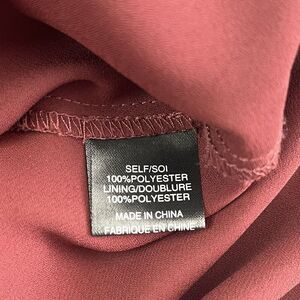 SELF/SOI
100%POLYESTER
LINING/DOUBLURE
100%POLYESTER
MADE IN CHINA
FABRIQUE EN CHINE